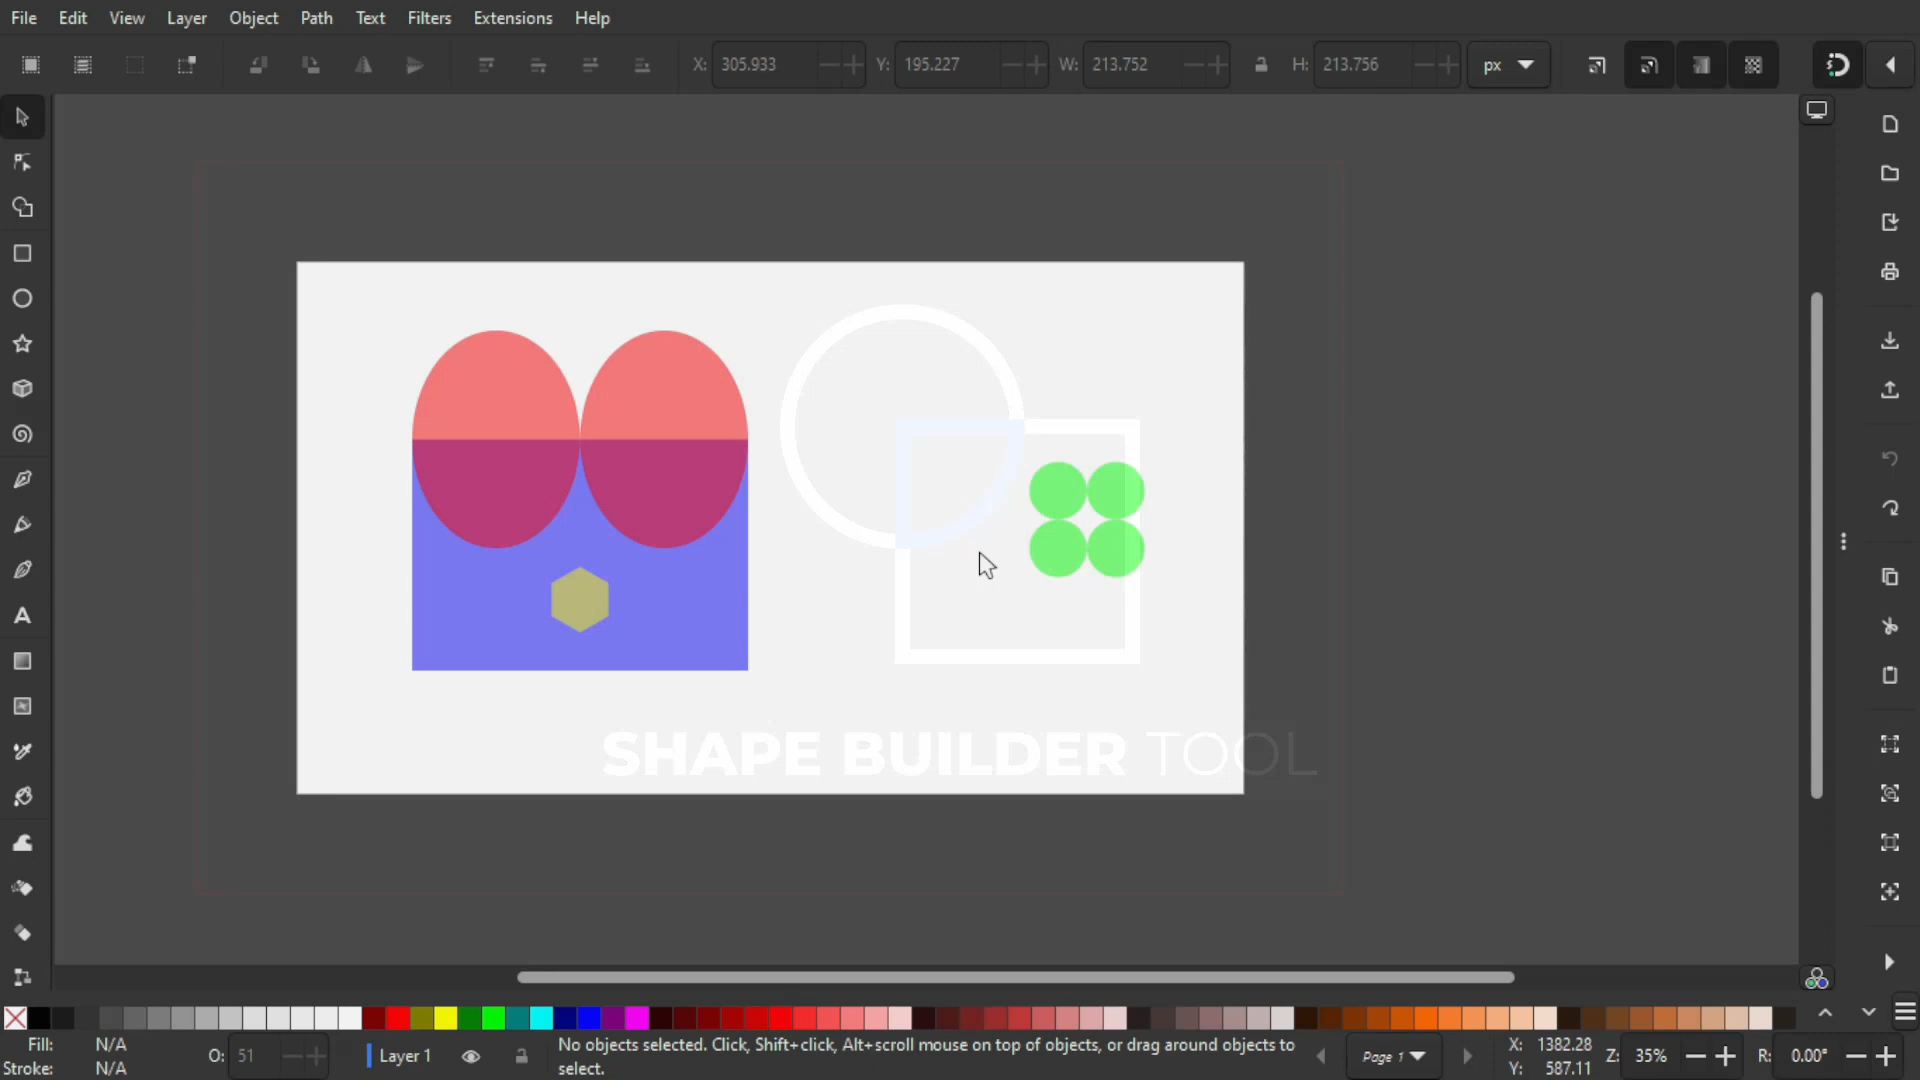 File Edit View Layer Object Path Text Filters Extensions Help
X: 305.933 Y: 195.227 W: 213.752 H: 213.756 px
SHAPE BUILDER TOOL
Fill: N/A O: 51 Layer 1 No objects selected. Click, Shift+click, Alt+scroll mouse on top of objects, or drag around objects to Page 1 X: 1382.28 Z: 35% R: 0.00°
Stroke: N/A select. Y: 587.11